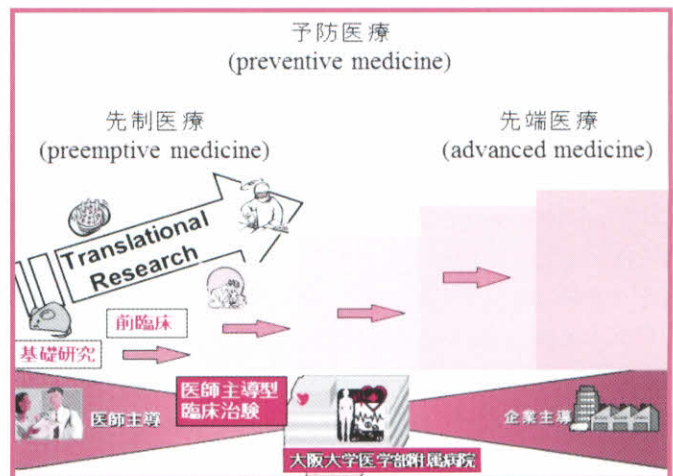 予防医療
(preventive medicine)
先制医療
(preemptive medicine)
先端医療
(advanced medicine)
Translational
Research
前臨床
基礎研究
医師主導
医師主導型
臨床治験
企業主導
大阪大学医学部附属病院